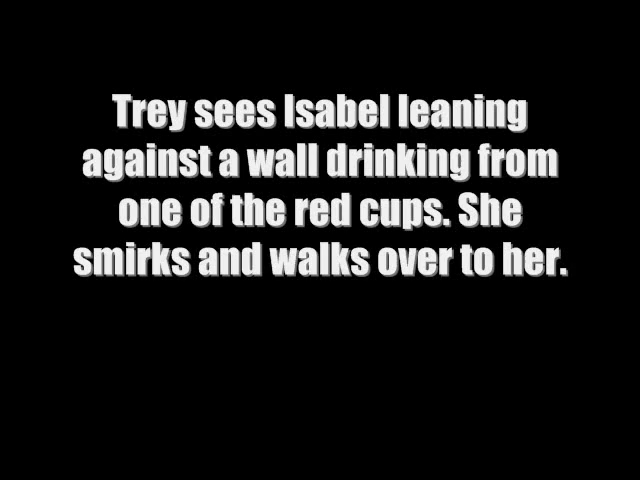 Trey sees Isabel leaning
against a wall drinking from
one of the red cups. She
smirks and walks over to her.